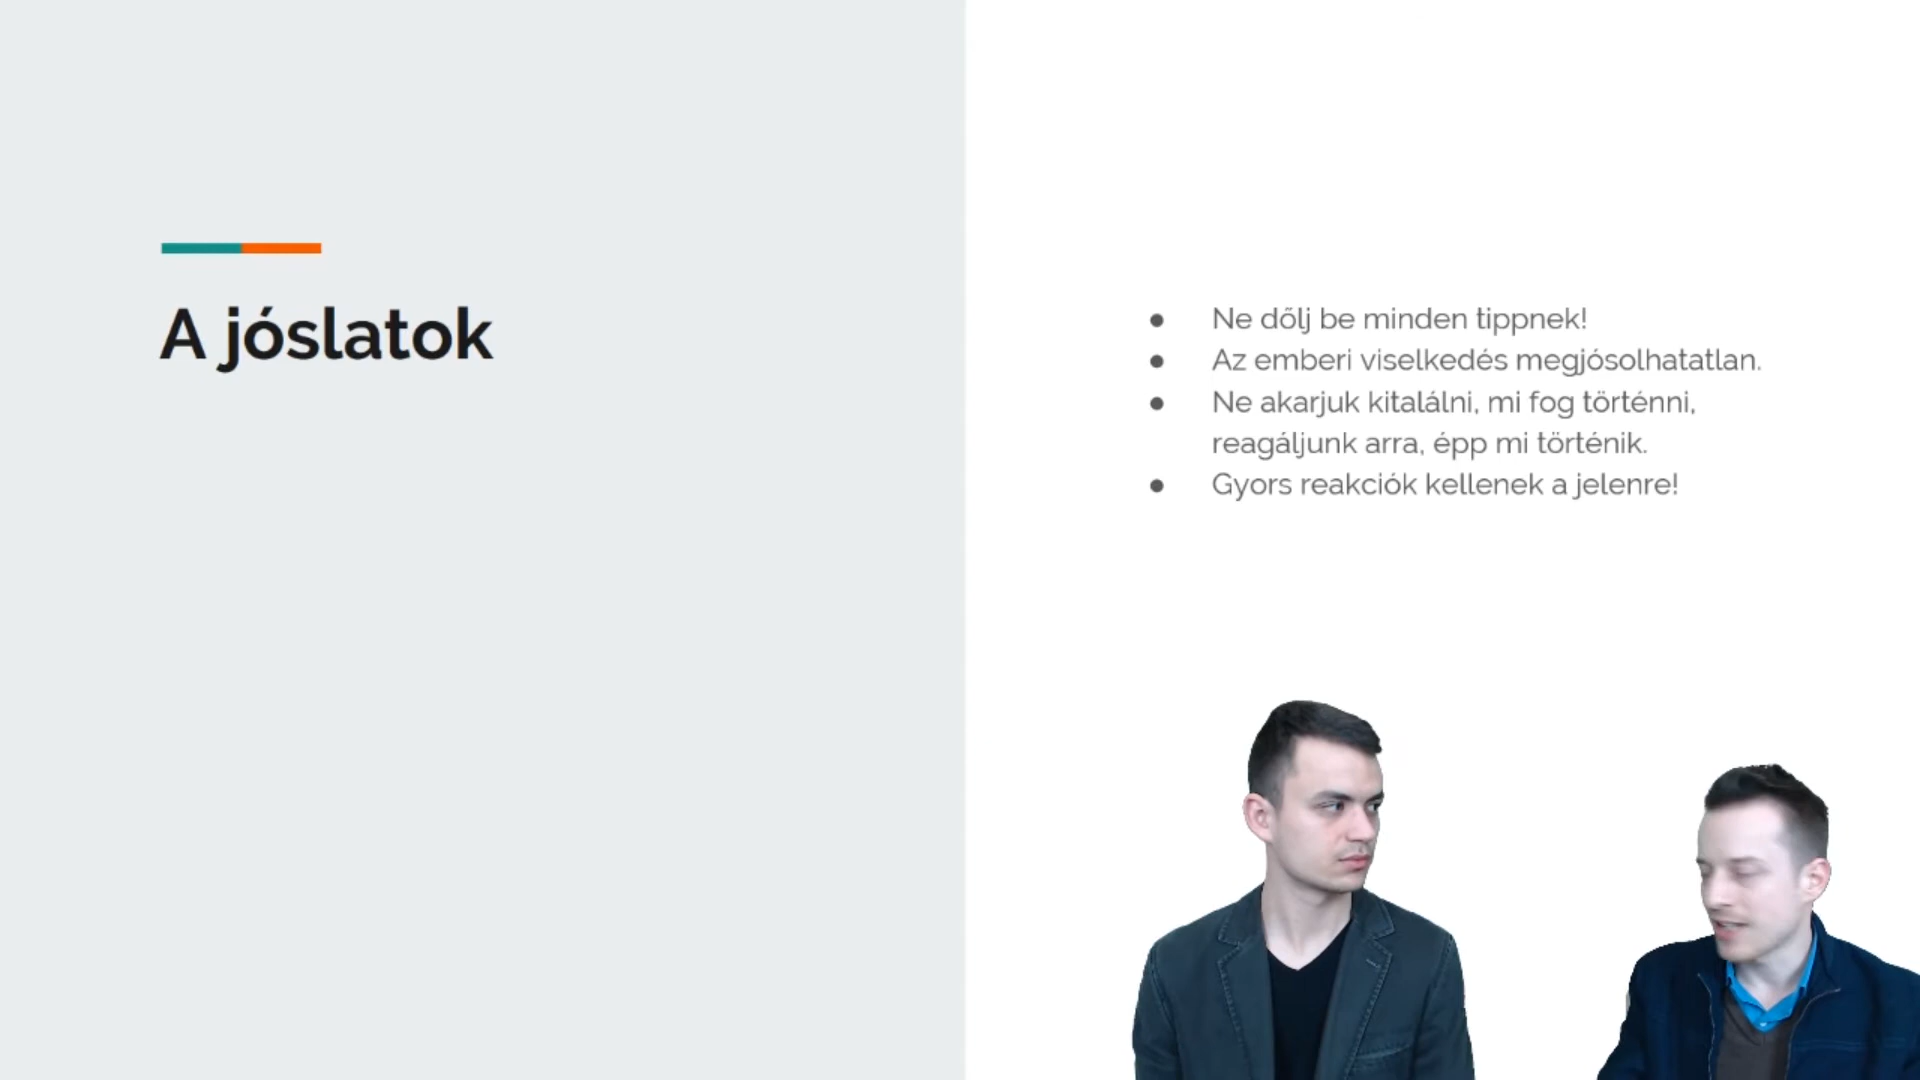 A jóslatok
● Ne dőlj be minden tippnek!
● Az emberi viselkedés megjósolhatatlan.
● Ne akarjuk kitalálni, mi fog történni,
reagáljunk arra, épp mi történik.
● Gyors reakciók kellenek a jelenre!